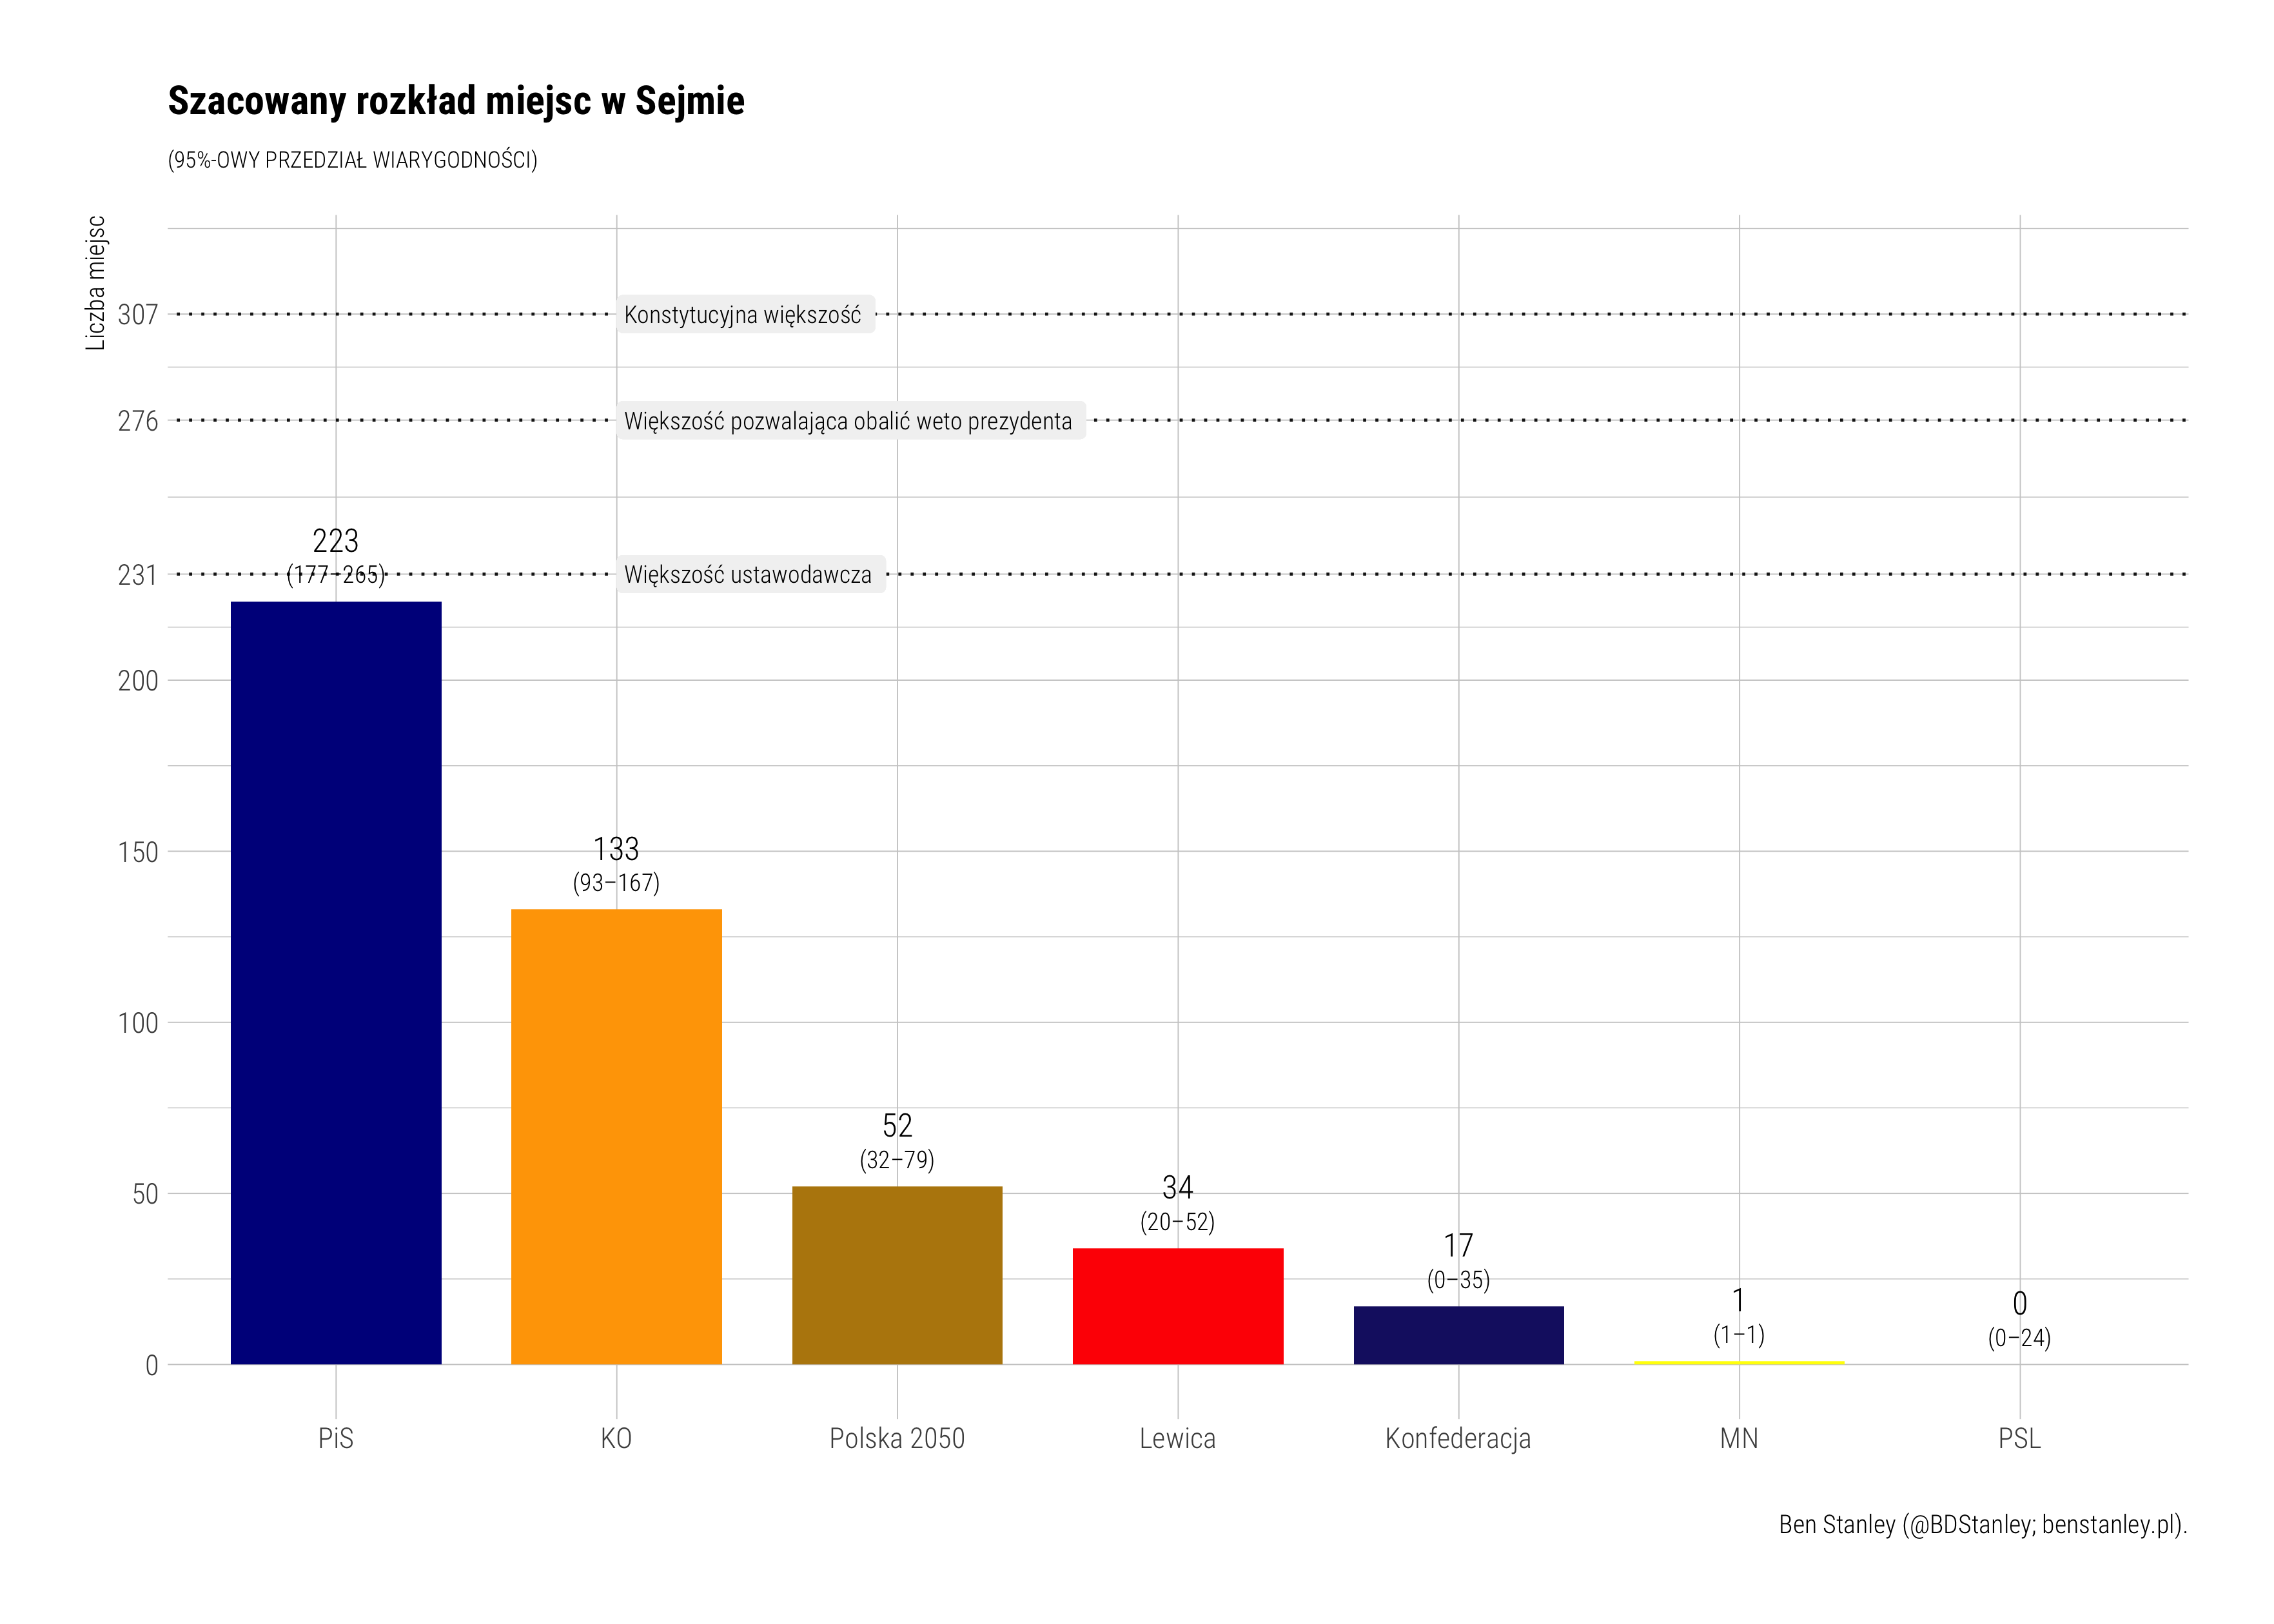 Szacowany rozkład miejsc w Sejmie
(95%-OWY PRZEDZIAŁ WIARYGODNOŚCI)
Liczba miejsc
307
Konstytucyjna większość
276
Większość pozwalająca obalić weto prezydenta
223
(177–265)
231
Większość ustawodawcza
200
150
133
(93–167)
100
52
(32–79)
50
34
(20–52)
17
(0–35)
1
(1–1)
0
(0–24)
0
PiS
KO
Polska 2050
Lewica
Konfederacja
MN
PSL
Ben Stanley (@BDStanley; benstanley.pl).